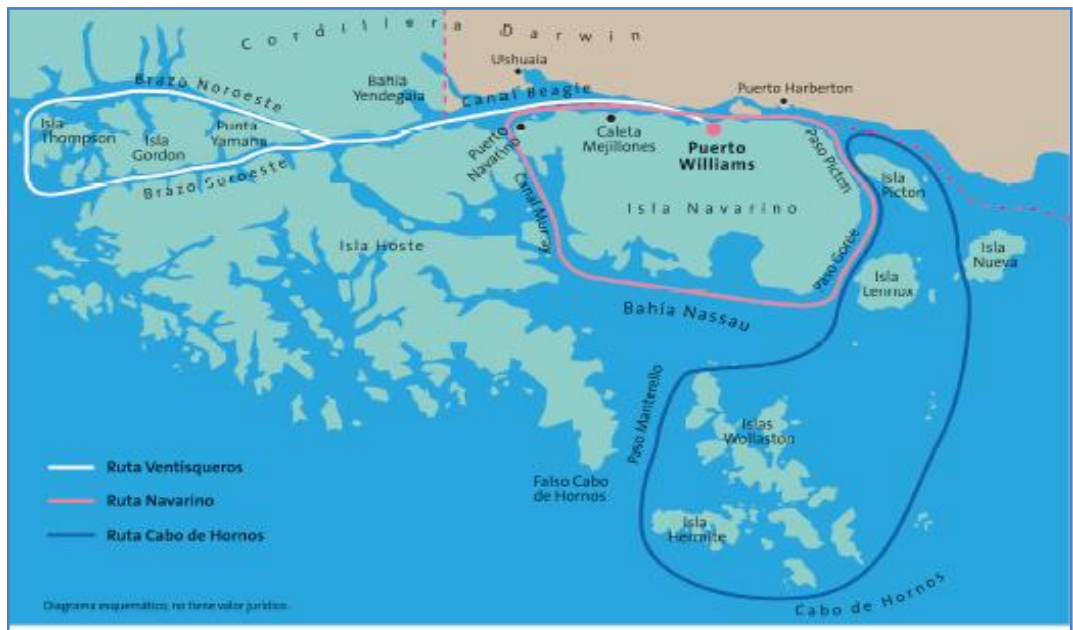 Cordillera Darwin
Ushuaia
Brazo Noroeste
Bahía
Yendegaia
Canal Beagle
Puerto Harberton
Isla
Thompson
Isla
Gordon
Punta
Yamana
Puerto
Navarino
Caleta
Mejillones
Puerto
Williams
Paso Picton
Brazo Suroeste
Isla
Picton
Canal Murray
Isla Navarino
Isla Hoste
Paso Goree
Isla
Nueva
Isla
Lennox
Bahía Nassau
Paso Manterello
Islas
Wollaston
Ruta Ventisqueros
Falso Cabo
de Hornos
Ruta Navarino
Isla
Hermite
Ruta Cabo de Hornos
Cabo de Hornos
Diagrama esquemático, no tiene valor jurídico.